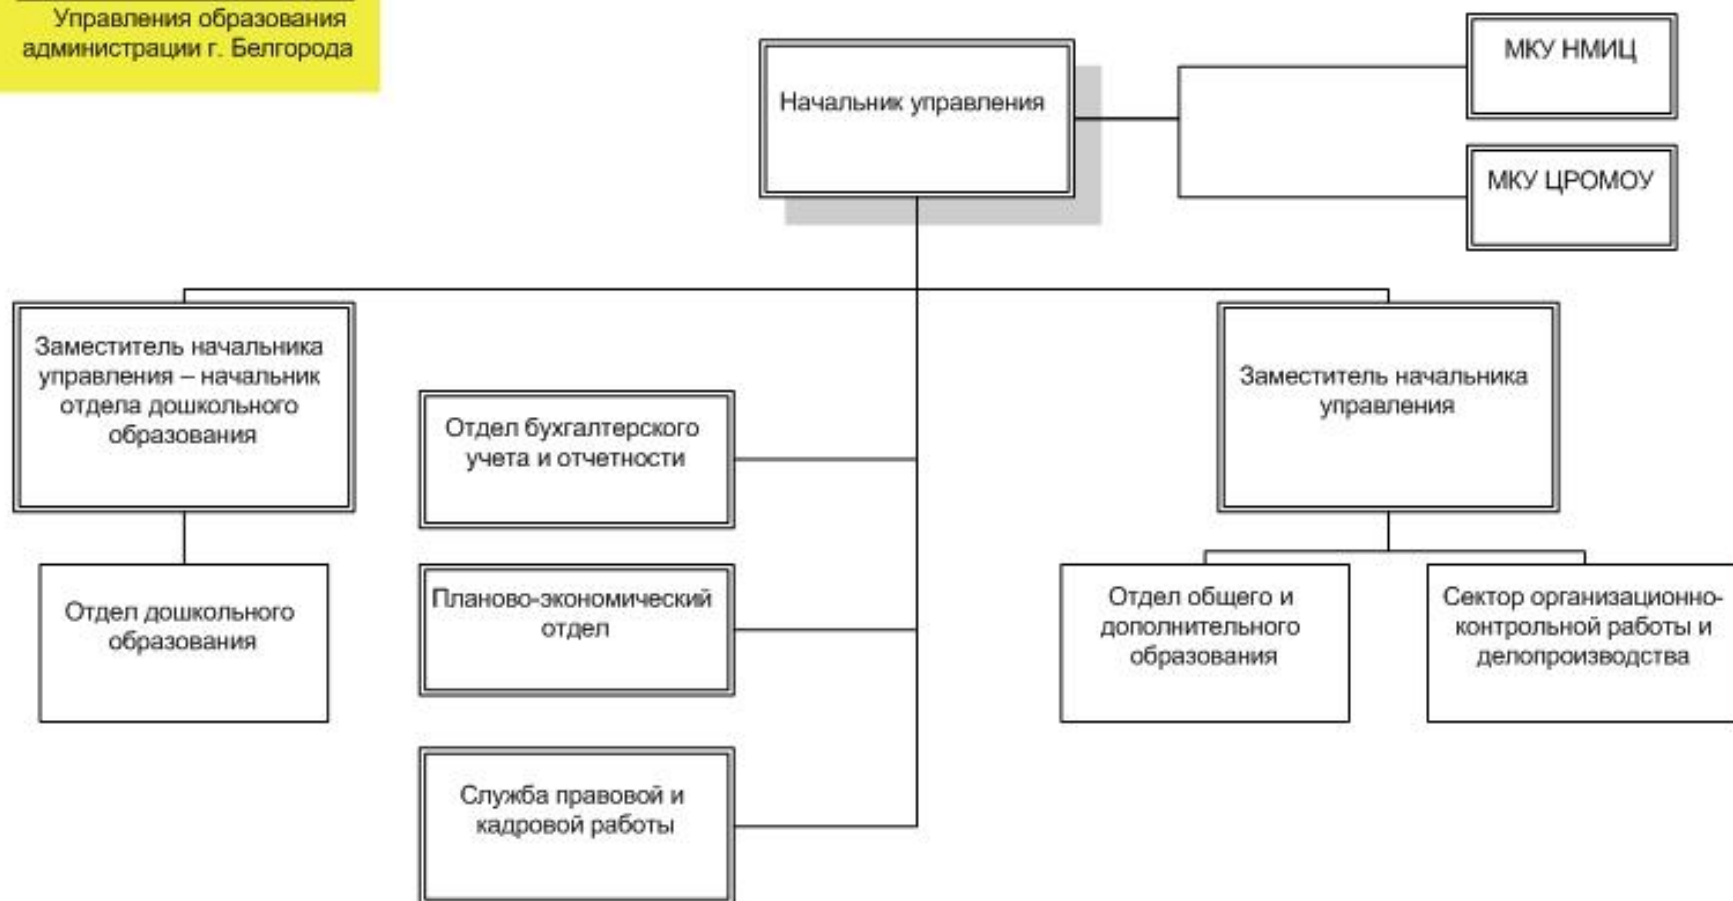 Управления образования
администрации г. Белгорода
Начальник управления
МКУ НМИЦ
МКУ ЦРОМОУ
Заместитель начальника
управления – начальник
отдела дошкольного
образования
Заместитель начальника
управления
Отдел бухгалтерского
учета и отчетности
Планово-экономический
отдел
Служба правовой и
кадровой работы
Отдел дошкольного
образования
Отдел общего и
дополнительного
образования
Сектор организационно-
контрольной работы и
делопроизводства